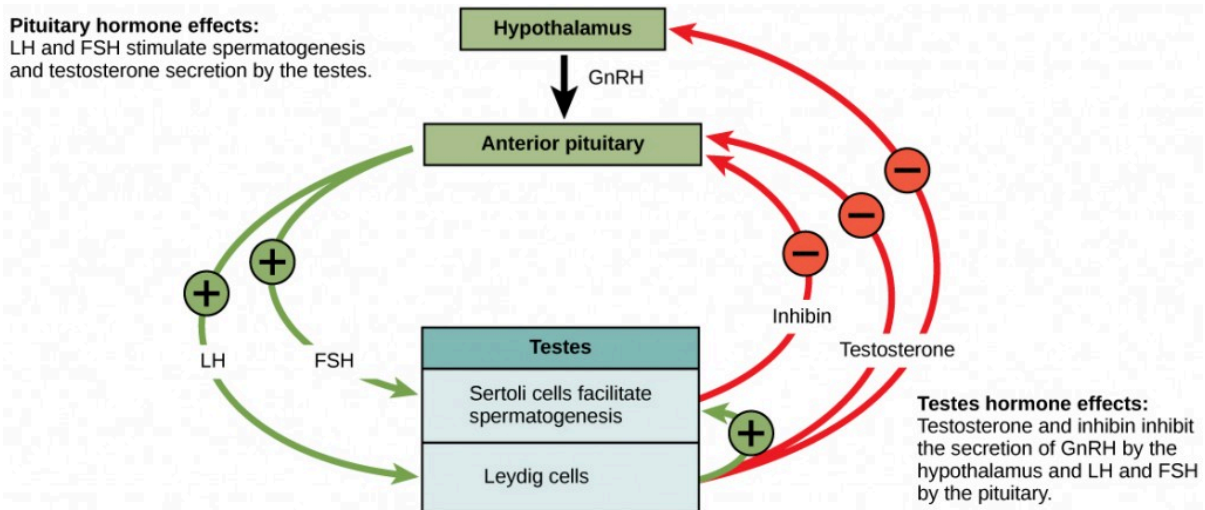 Pituitary hormone effects:
LH and FSH stimulate spermatogenesis
and testosterone secretion by the testes.
Hypothalamus
GnRH
Anterior pituitary
+
+
−
−
−
LH
FSH
Inhibin
Testosterone
Testes
Sertoli cells facilitate
spermatogenesis
+
Leydig cells
Testes hormone effects:
Testosterone and inhibin inhibit
the secretion of GnRH by the
hypothalamus and LH and FSH
by the pituitary.